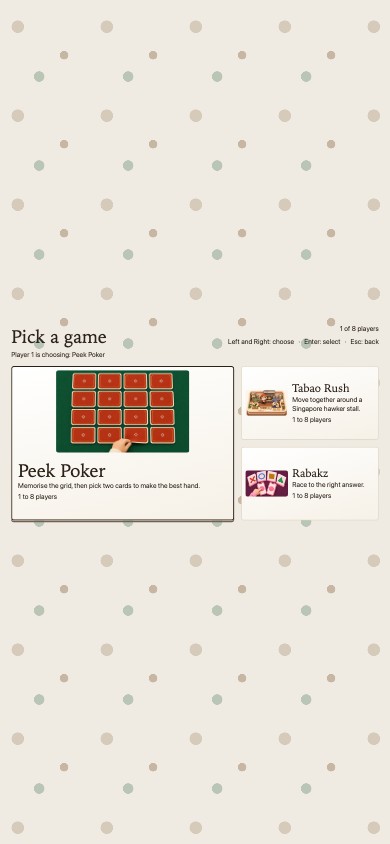 1 of 8 players
Pick a game
Left and Right: choose · Enter: select · Esc: back
Player 1 is choosing: Peek Poker
Peek Poker
Memorise the grid, then pick two cards to make the best hand.
1 to 8 players
Tabao Rush
Move together around a
Singapore hawker stall.
1 to 8 players
Rabakz
Race to the right answer.
1 to 8 players